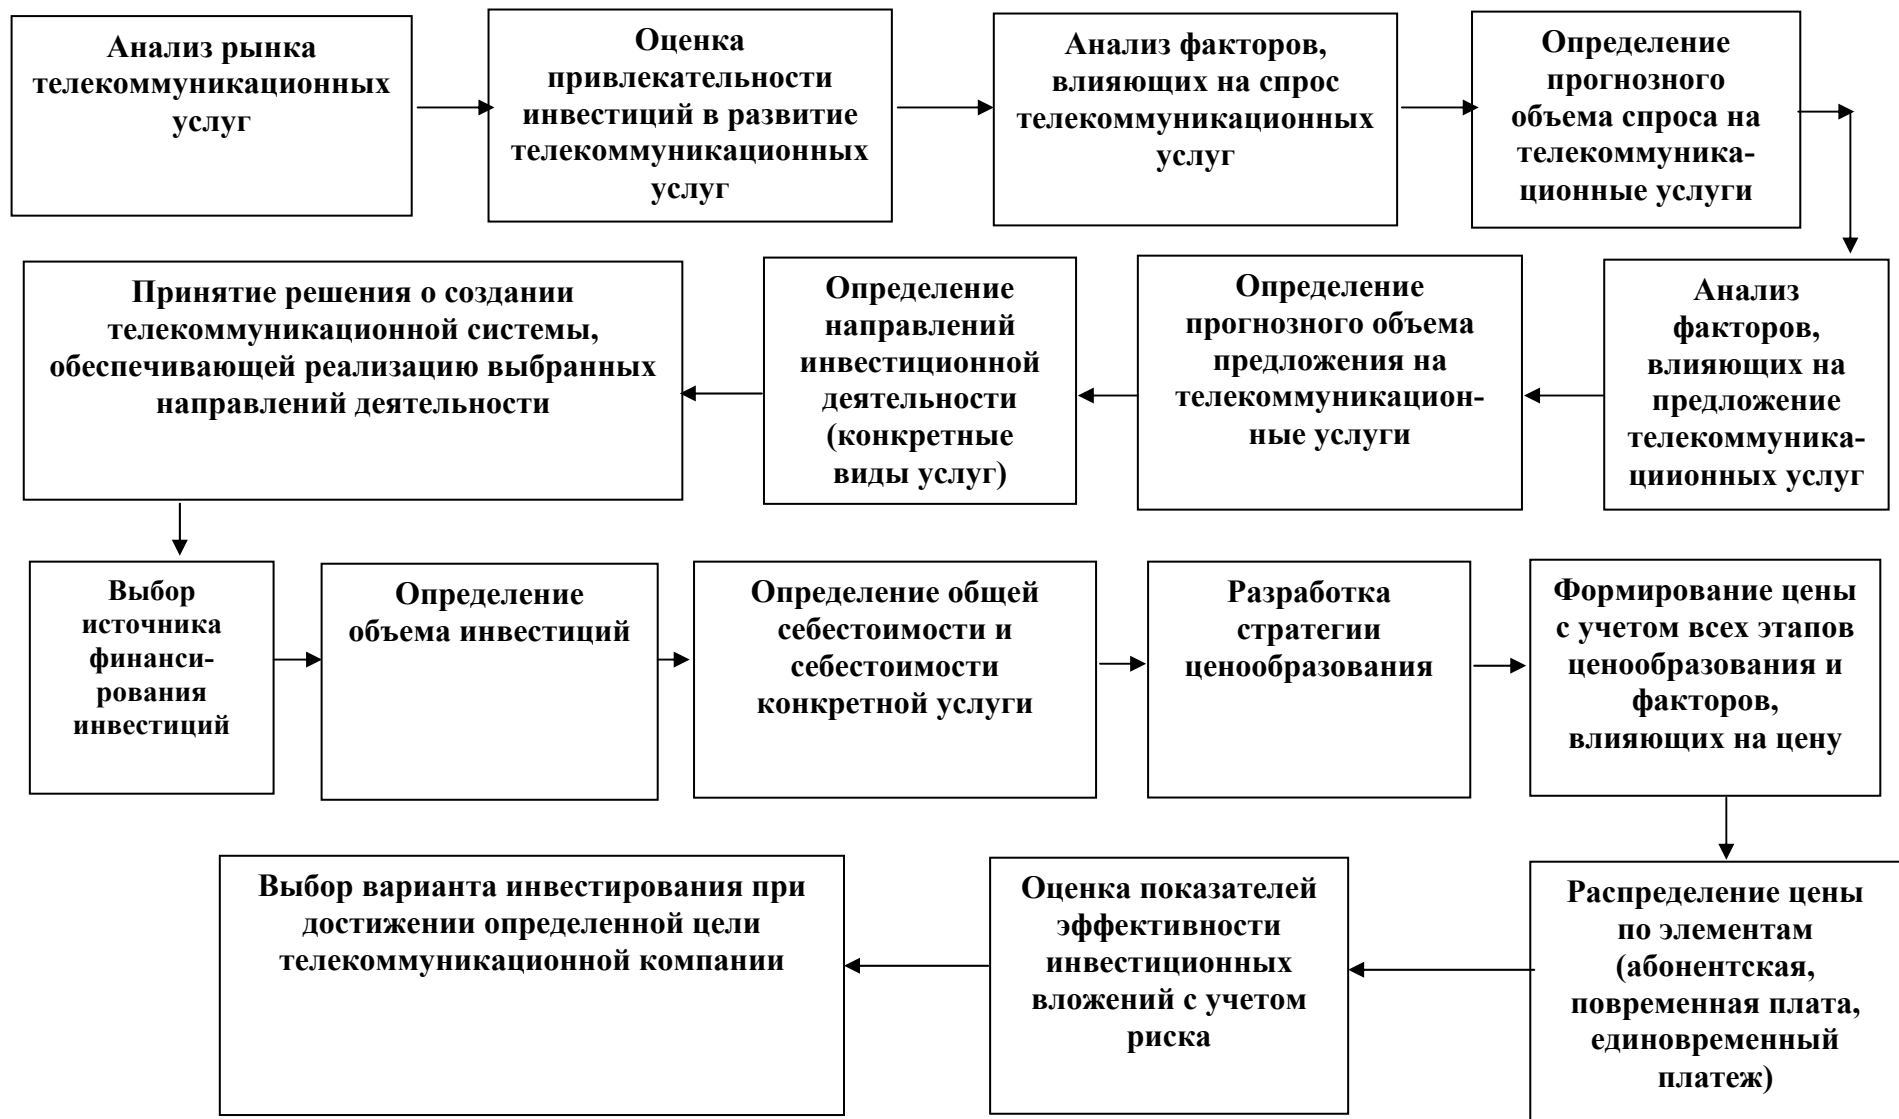 Анализ рынка
телекоммуникационных
услуг
Оценка
привлекательности
инвестиций в развитие
телекоммуникационных
услуг
Анализ факторов,
влияющих на спрос
телекоммуникационных
услуг
Определение
прогнозного
объема спроса на
телекоммуника-
ционные услуги
Анализ
факторов,
влияющих на
предложение
телекоммуника-
циионных услуг
Определение
прогнозного объема
предложения на
телекоммуникацион-
ные услуги
Определение
направлений
инвестиционной
деятельности
(конкретные
виды услуг)
Принятие решения о создании
телекоммуникационной системы,
обеспечивающей реализацию выбранных
направлений деятельности
Выбор
источника
финанси-
рования
инвестиций
Определение
объема инвестиций
Определение общей
себестоимости и
себестоимости
конкретной услуги
Разработка
стратегии
ценообразования
Формирование цены
с учетом всех этапов
ценообразования и
факторов,
влияющих на цену
Распределение цены
по элементам
(абонентская,
повременная плата,
единовременный
платеж)
Оценка показателей
эффективности
инвестиционных
вложений с учетом
риска
Выбор варианта инвестирования при
достижении определенной цели
телекоммуникационной компании